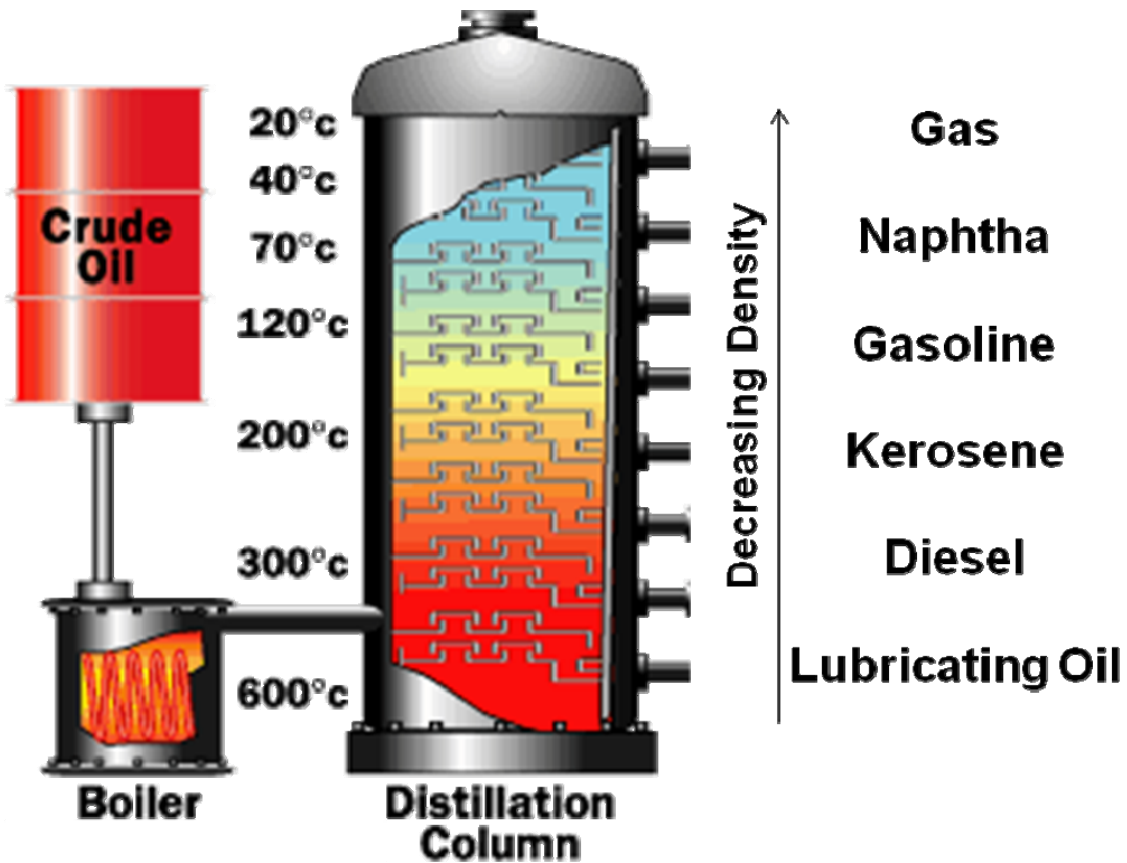 Crude
Oil
Boiler
20°c
40°c
70°c
120°c
200°c
300°c
600°c
Distillation
Column
Decreasing Density
Gas
Naphtha
Gasoline
Kerosene
Diesel
Lubricating Oil